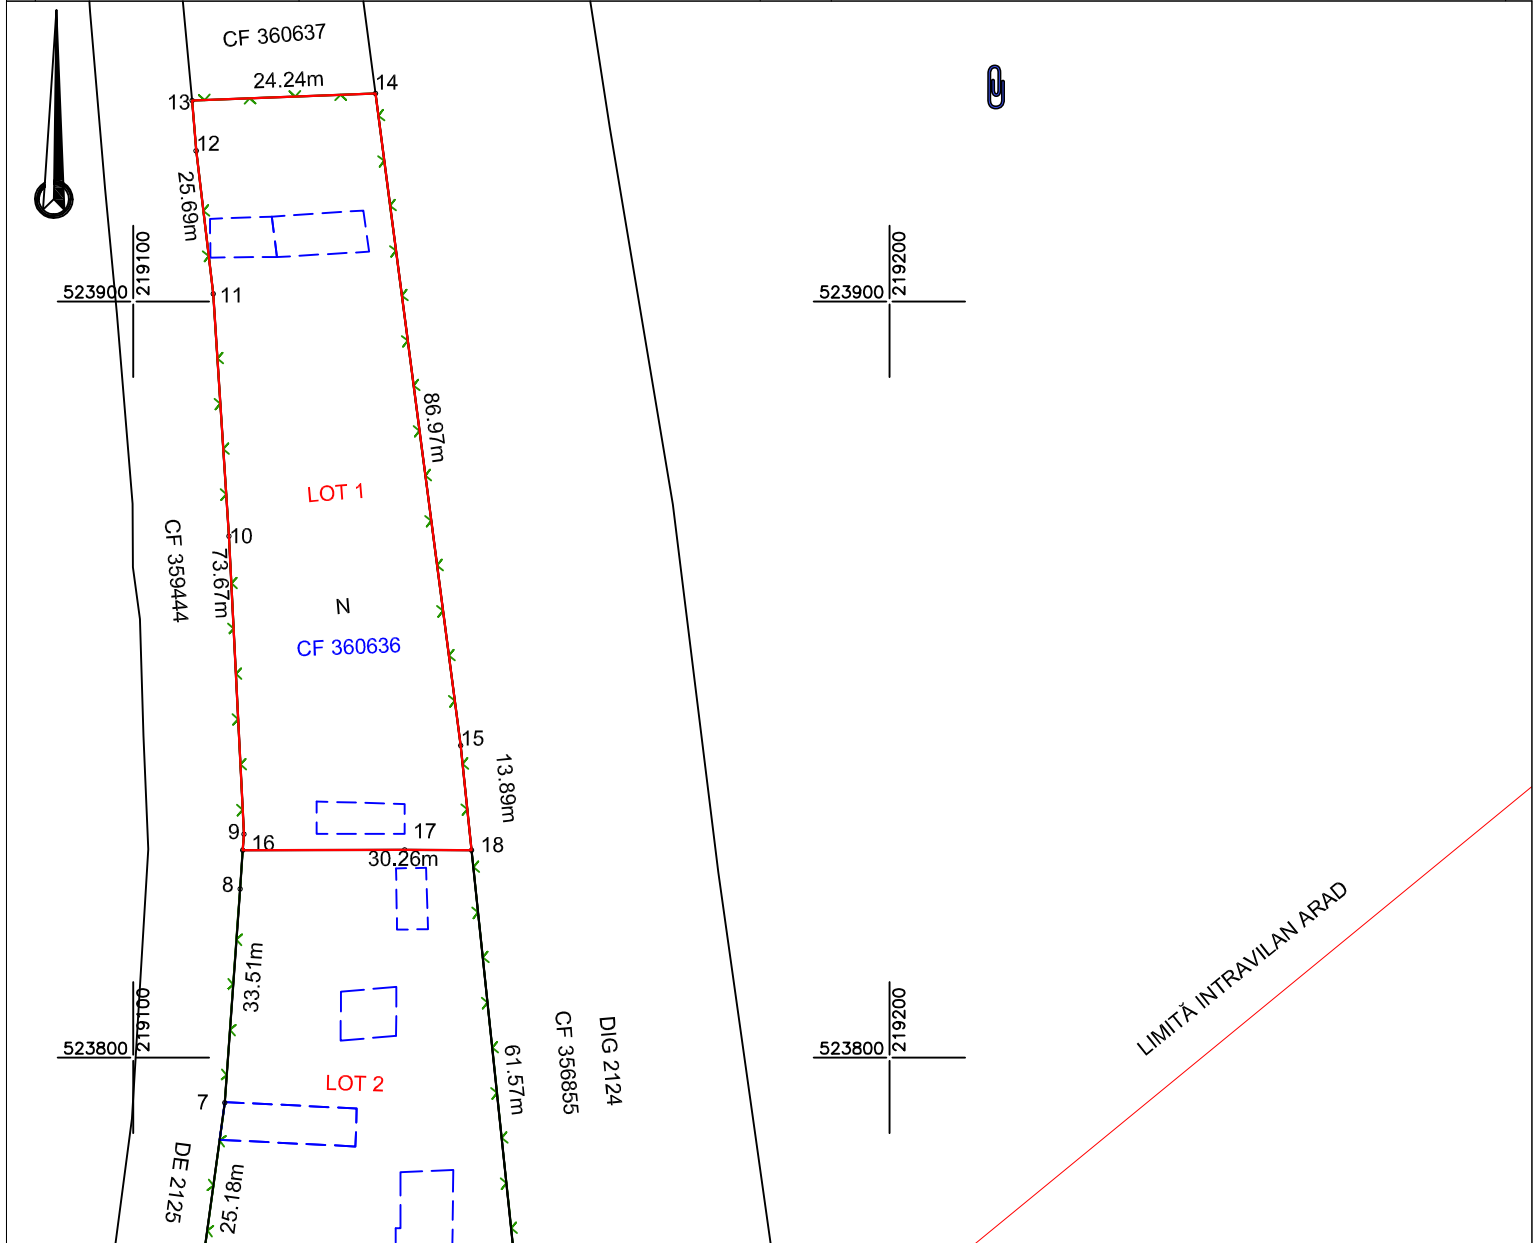 CF 360637
24.24m
14
13
12
25.69m
219100
219200
523900
11
523900
86.97m
LOT 1
CF 359444
10
73.67m
N
CF 360636
15
13.89m
9
16
17
18
30.26m
8
LIMITĂ INTRAVILAN ARAD
33.51m
219100
219200
523800
523800
CF 356855
DIG 2124
61.57m
LOT 2
7
DE 2125
25.18m